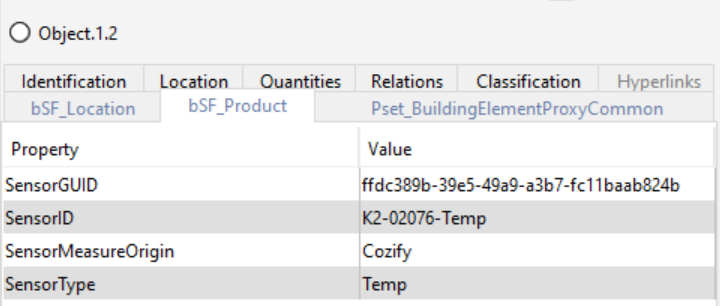 Object.1.2
Identification Location Quantities Relations Classification Hyperlinks
bSF_Location bSF_Product Pset_BuildingElementProxyCommon
Property Value
SensorGUID ffdc389b-39e5-49a9-a3b7-fc11baab824b
SensorID K2-02076-Temp
SensorMeasureOrigin Cozify
SensorType Temp